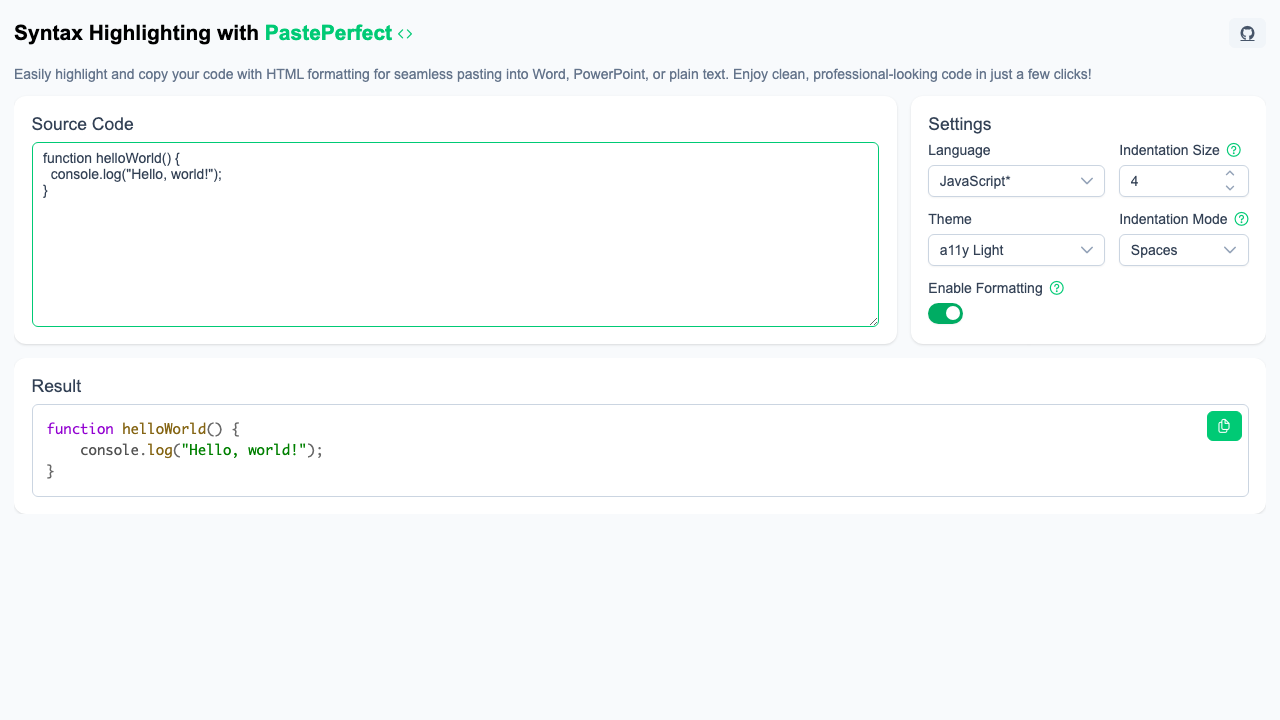 Syntax Highlighting with PastePerfect <>
Easily highlight and copy your code with HTML formatting for seamless pasting into Word, PowerPoint, or plain text. Enjoy clean, professional-looking code in just a few clicks!
Source Code
function helloWorld() {
  console.log("Hello, world!");
}
Settings
Language
Indentation Size
JavaScript*
4
Theme
Indentation Mode
a11y Light
Spaces
Enable Formatting
Result
function helloWorld() {
    console.log("Hello, world!");
}